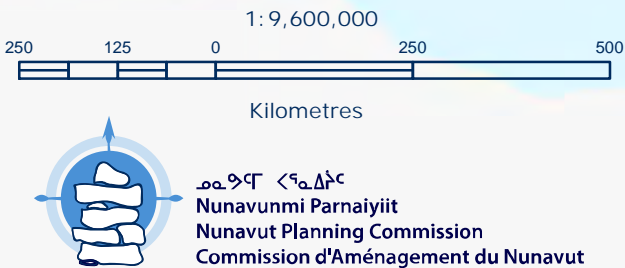 1:9,600,000
250 125 0 250 500
Kilometres
ᓄᓇᕗᑦᒥ ᐸᕐᓇᐃᔩᑦ
Nunavunmi Parnaiyiit
Nunavut Planning Commission
Commission d'Aménagement du Nunavut